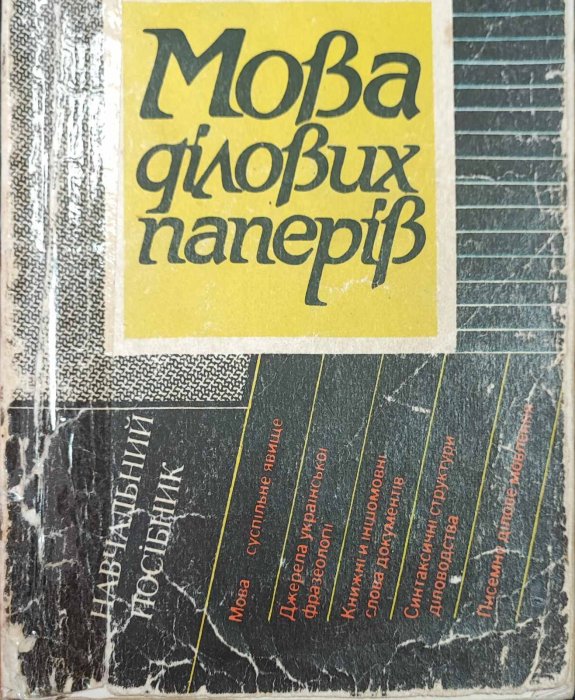 Мова
ділових
паперів
НАВЧАЛЬНИЙ
ПОСІБНИК
Мова суспільне явище
Джерела української
фразеології
Книжні й іншомовні
слова документів
Синтаксичні структури
діловодства
Писемне ділове мовлення